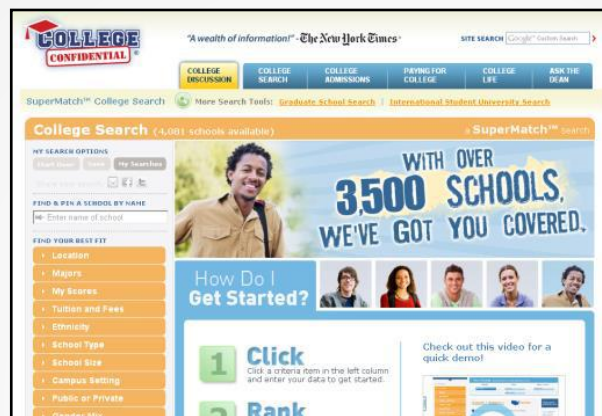 COLLEGE
CONFIDENTIAL
"A wealth of information!" - The New York Times
SITE SEARCH Google™ Custom Search
COLLEGE DISCUSSION
COLLEGE SEARCH
COLLEGE ADMISSIONS
PAYING FOR COLLEGE
COLLEGE LIFE
ASK THE DEAN
SuperMatch™ College Search More Search Tools: Graduate School Search | International Student University Search
College Search (4,081 schools available) a SuperMatch™ search
MY SEARCH OPTIONS
Start Over Save My Searches
FIND & PIN A SCHOOL BY NAME
Enter name of school
FIND YOUR BEST FIT
Location
Majors
My Scores
Tuition and Fees
Ethnicity
School Type
School Size
Campus Setting
Public or Private
Gender Mix
WITH OVER
3,500 SCHOOLS,
WE'VE GOT YOU COVERED.
How Do I
Get Started?
1 Click
Click a criteria item in the left column
and enter your data to get started.
2 Rank
Check out this video for a
quick demo!